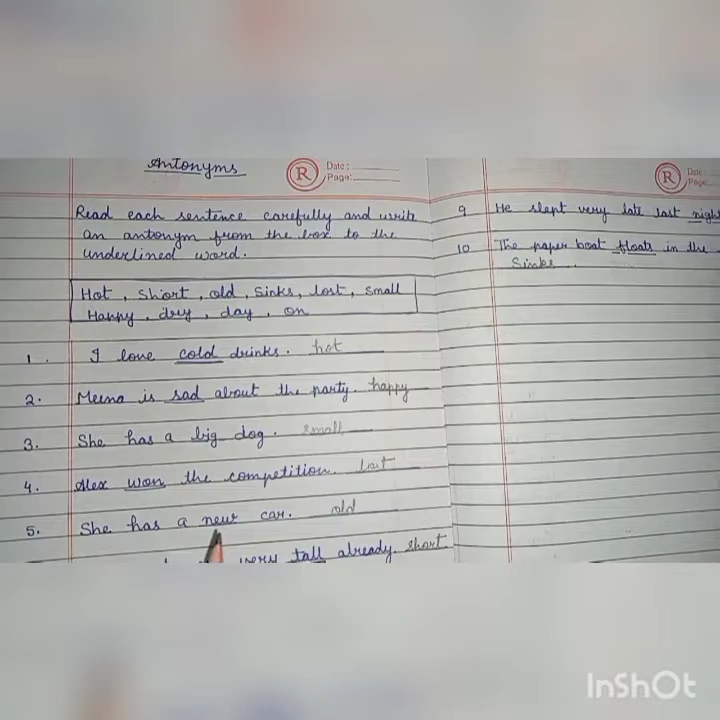 Antonyms
R Date:
Page:
Read each sentence carefully and write
an antonym from the box to the
underlined word.
Hot, Short, old, Sinks, lost, Small
Happy, dry, day, on
1. I love cold drinks. hot
2. Meena is sad about the party. happy
3. She has a big dog. small
4. Alex won the competition. Lost
5. She has a new car. old
very tall already. short
R Date:
Page:
9 He slept very late last night
10 The paper boat floats in the
Sinks.
InShOt